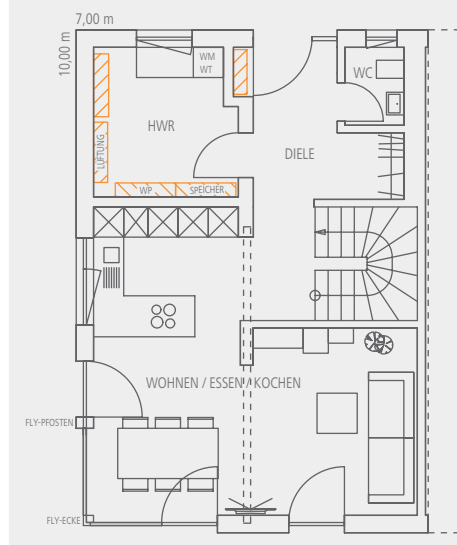 7,00 m
10,00 m
WM
WT
WC
HWR
LÜFTUNG
DIELE
WP
SPEICHER
WOHNEN / ESSEN / KOCHEN
FLY-PFOSTEN
FLY-ECKE